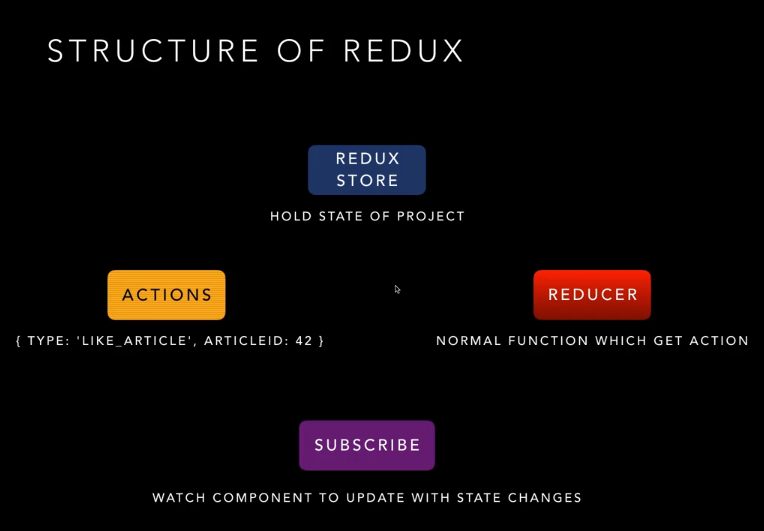 STRUCTURE OF REDUX
REDUX
STORE
HOLD STATE OF PROJECT
ACTIONS
{ TYPE: 'LIKE_ARTICLE', ARTICLEID: 42 }
REDUCER
NORMAL FUNCTION WHICH GET ACTION
SUBSCRIBE
WATCH COMPONENT TO UPDATE WITH STATE CHANGES